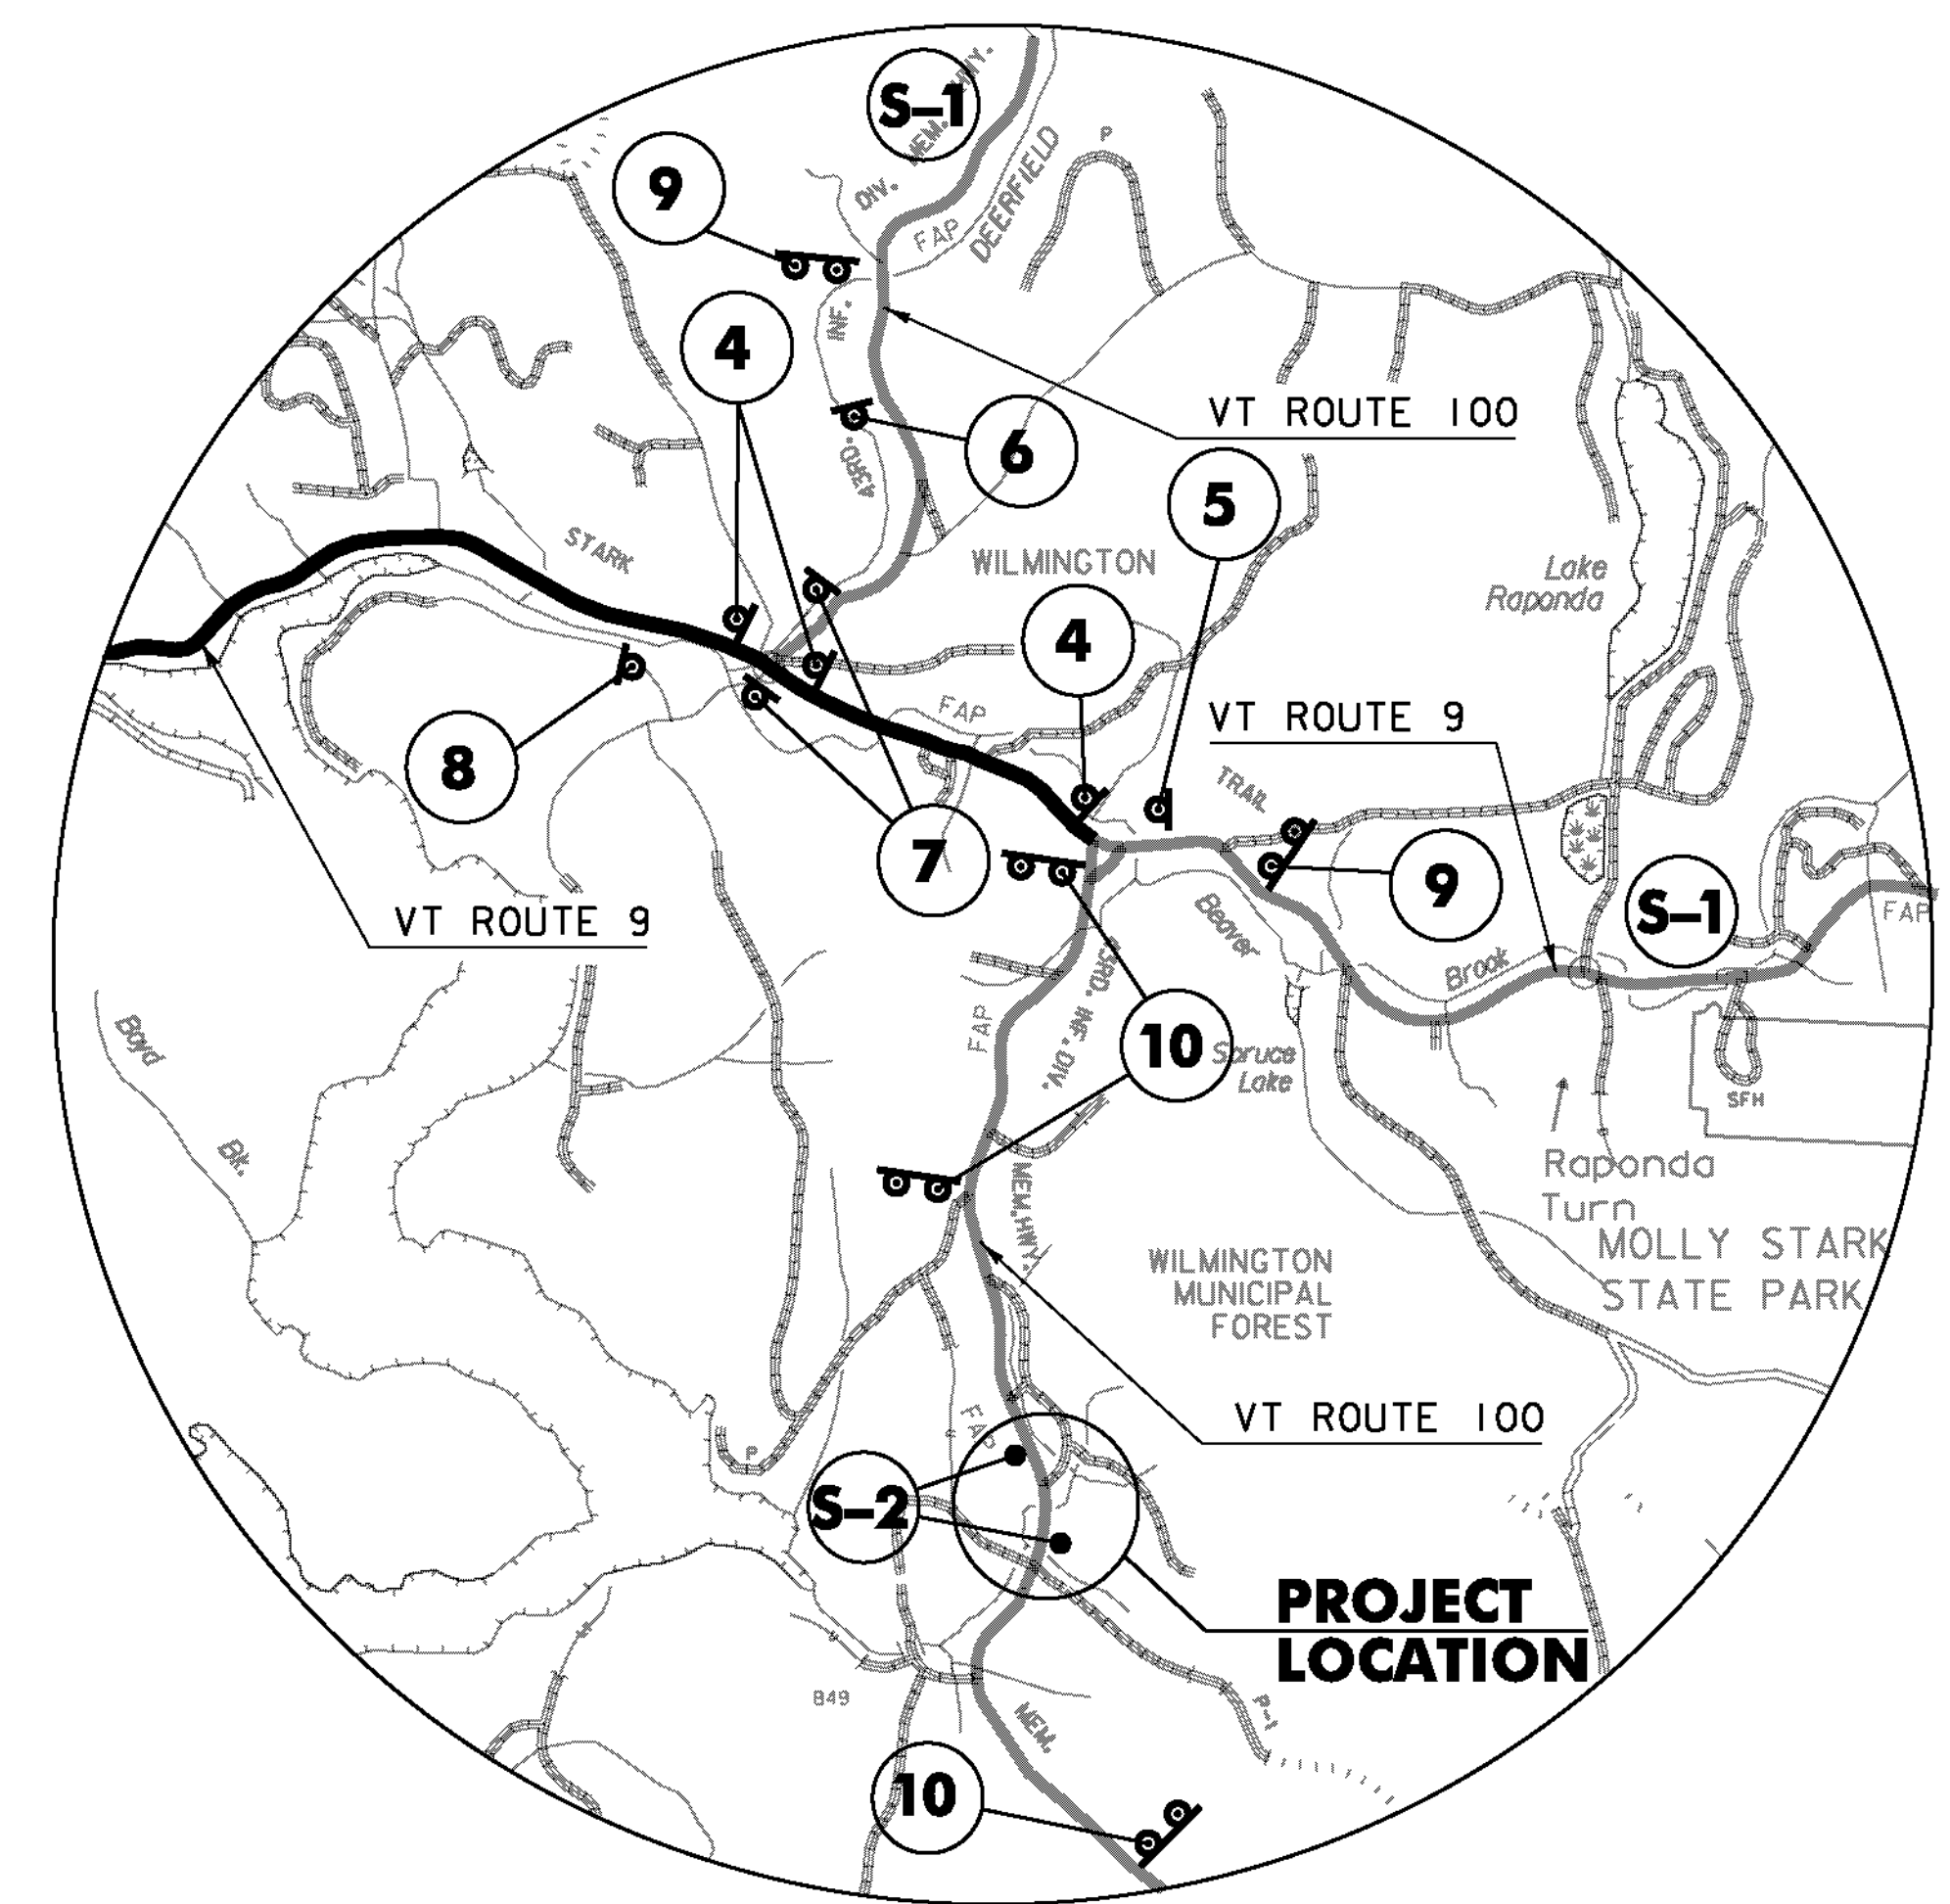 S-1
MEM. HWY.
DIV.
9
P
DEERFIELD
FAP
INF.
4
VT ROUTE 100
6
43RD.
5
STARK
WILMINGTON
Lake
Raponda
4
FAP
VT ROUTE 9
8
TRAIL
7
9
S-1
FAP
VT ROUTE 9
Beaver
Brook
43RD. INF. DIV.
FAP
10
Spruce
Lake
Boyd
Bk.
SFH
Raponda
Turn
MOLLY STARK
STATE PARK
MEM. HWY.
WILMINGTON
MUNICIPAL
FOREST
VT ROUTE 100
FAP
P
S-2
PROJECT
LOCATION
849
MEM.
P-1
10